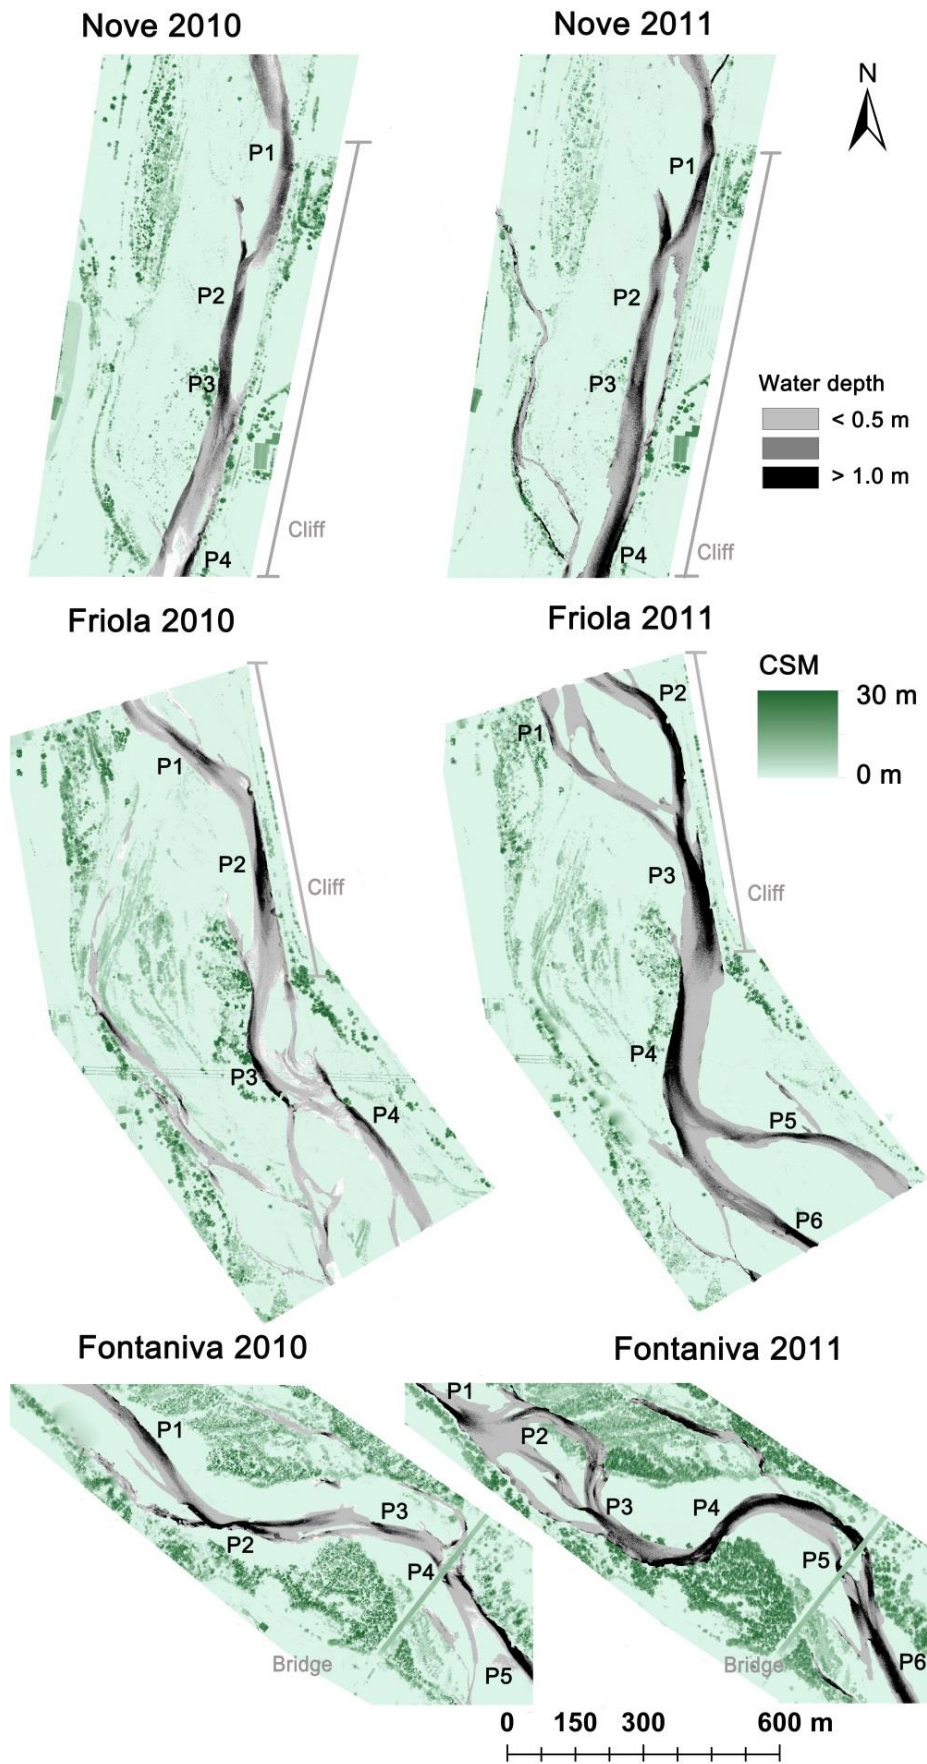 Nove 2010
Nove 2011
N
P1
P2
P3
P4
Cliff
P1
P2
P3
P4
Cliff
Water depth
< 0.5 m
> 1.0 m
Friola 2010
Friola 2011
P1
P2
P3
P4
Cliff
P1
P2
P3
P4
P5
P6
Cliff
CSM
30 m
0 m
Fontaniva 2010
Fontaniva 2011
P1
P2
P3
P4
P5
Bridge
P1
P2
P3
P4
P5
P6
Bridge
0 150 300 600 m